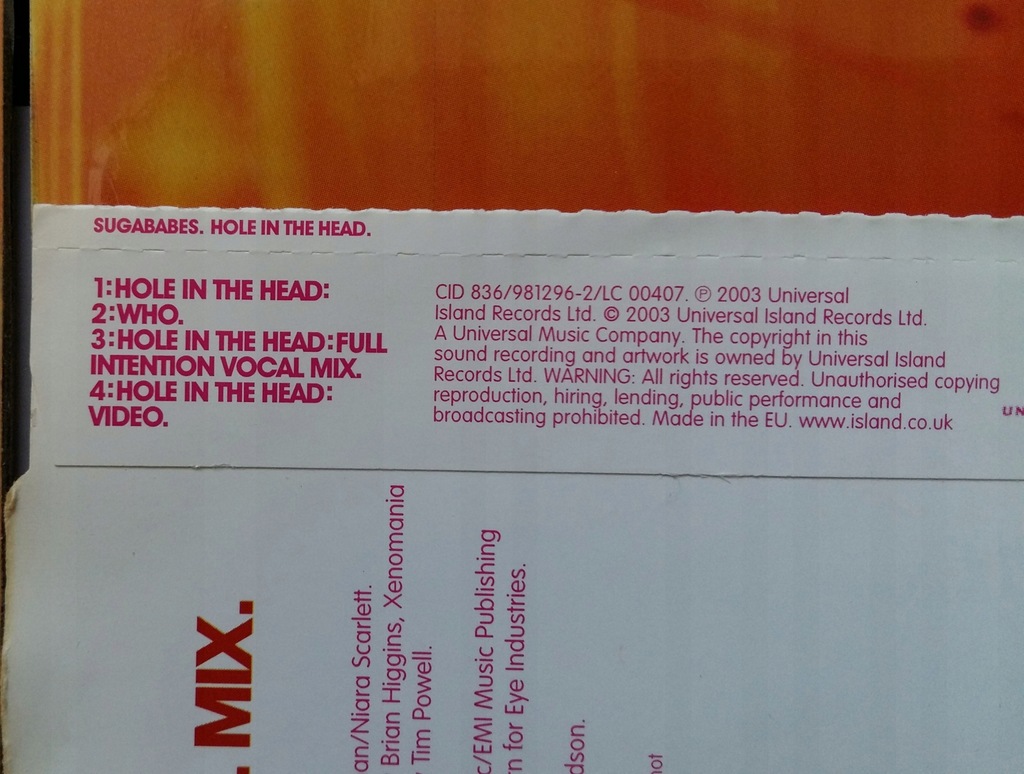 SUGABABES. HOLE IN THE HEAD.
1:HOLE IN THE HEAD:
2:WHO.
3:HOLE IN THE HEAD:FULL
INTENTION VOCAL MIX.
4:HOLE IN THE HEAD:
VIDEO.
CID 836/981296-2/LC 00407. ℗ 2003 Universal
Island Records Ltd. © 2003 Universal Island Records Ltd.
A Universal Music Company. The copyright in this
sound recording and artwork is owned by Universal Island
Records Ltd. WARNING: All rights reserved. Unauthorised copying
reproduction, hiring, lending, public performance and
broadcasting prohibited. Made in the EU. www.island.co.uk
UN
. MIX.
an/Niara Scarlett.
Brian Higgins, Xenomania
Tim Powell.
c/EMI Music Publishing
n for Eye Industries.
dson.
not